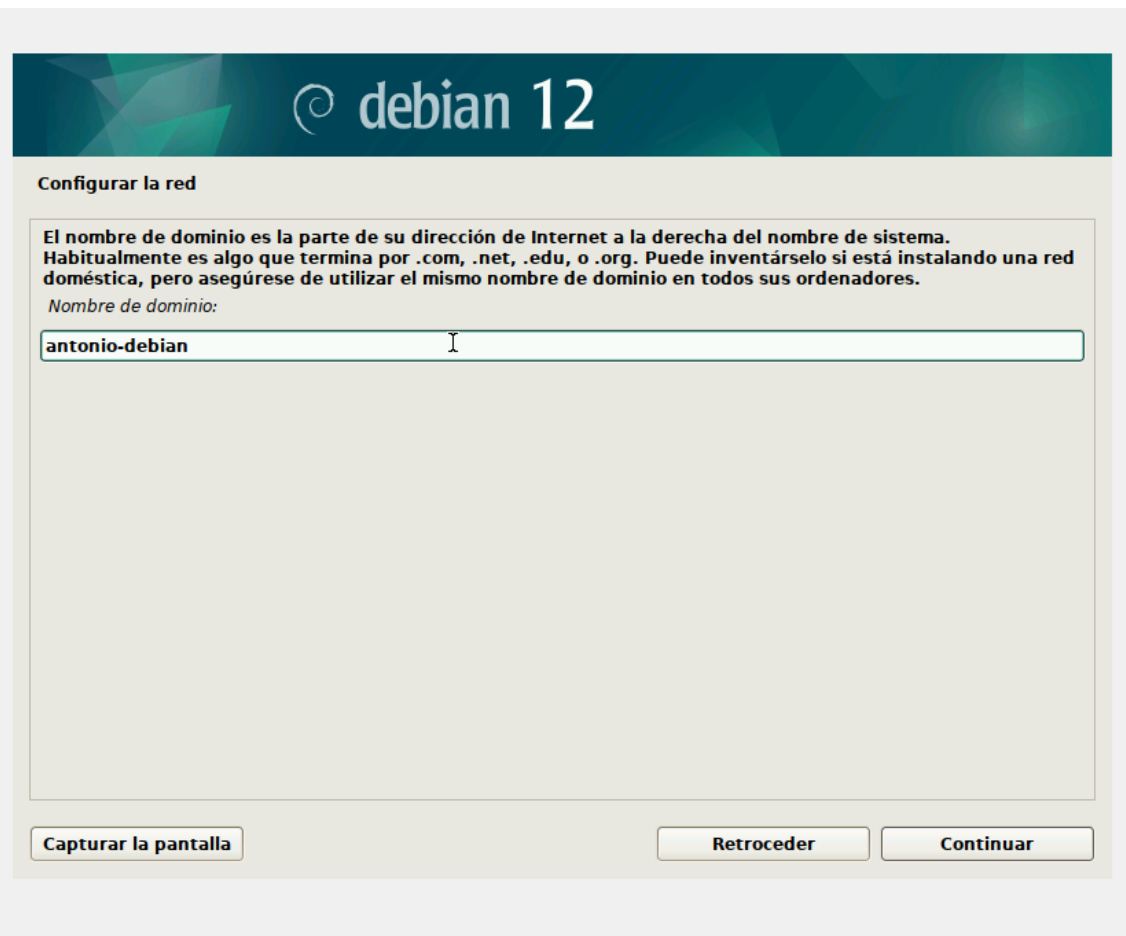 debian 12
Configurar la red
El nombre de dominio es la parte de su dirección de Internet a la derecha del nombre de sistema.
Habitualmente es algo que termina por .com, .net, .edu, o .org. Puede inventárselo si está instalando una red
doméstica, pero asegúrese de utilizar el mismo nombre de dominio en todos sus ordenadores.
Nombre de dominio:
antonio-debian
Capturar la pantalla
Retroceder
Continuar